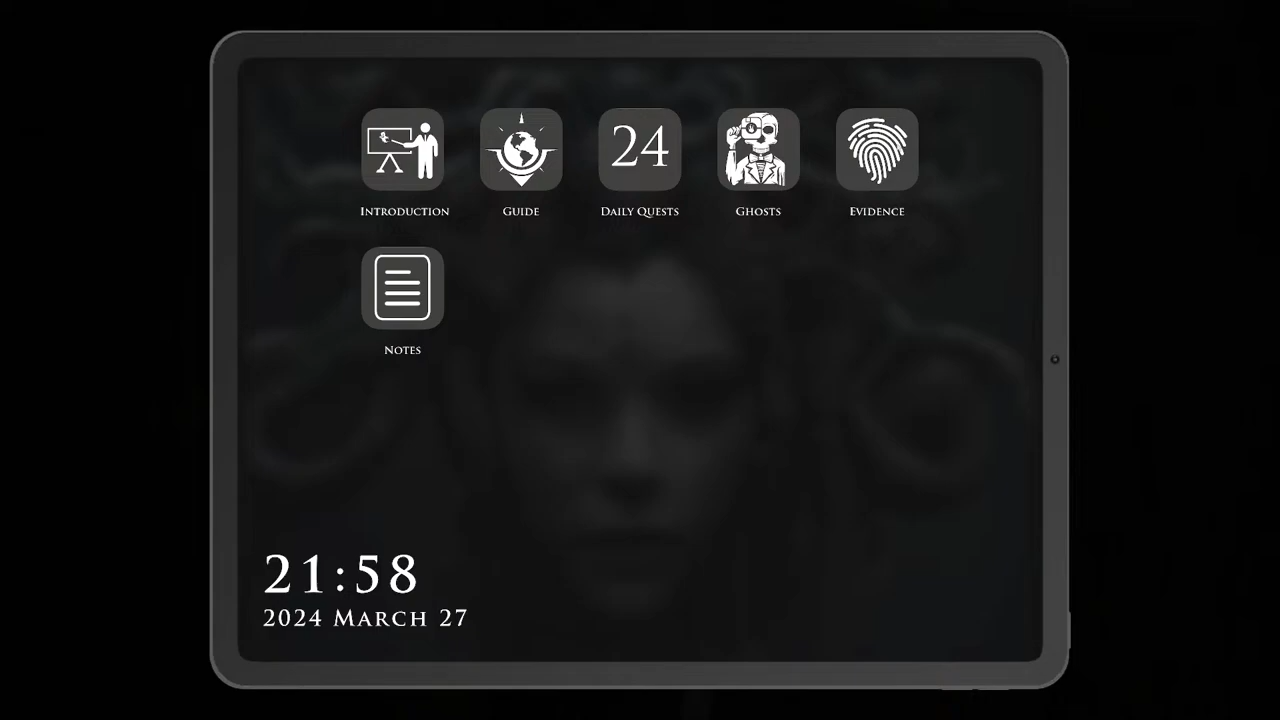 24
Introduction
Guide
Daily Quests
Ghosts
Evidence
Notes
21:58
2024 March 27